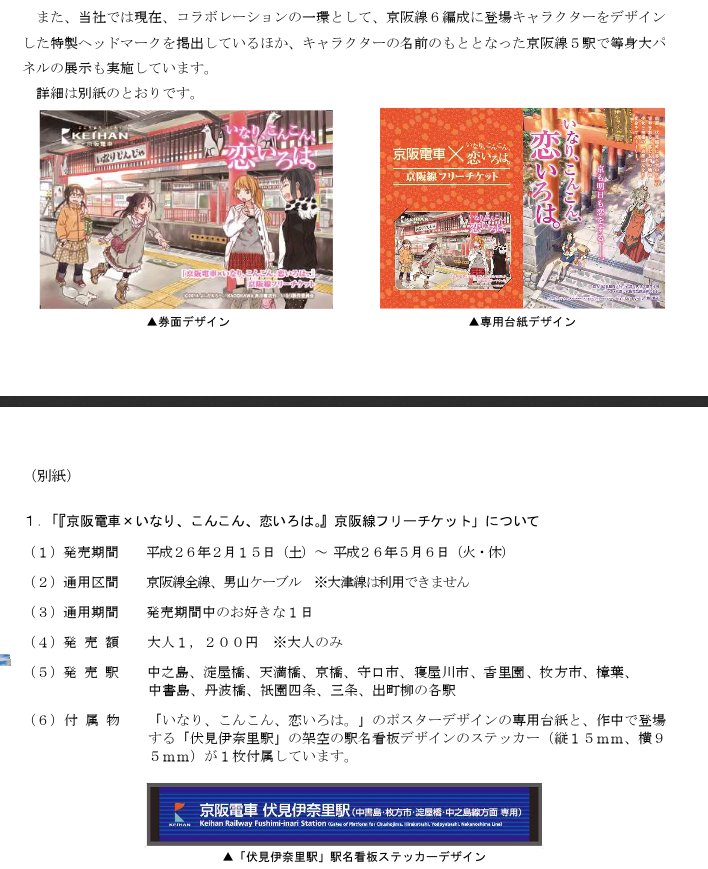 また、当社では現在、コラボレーションの一環として、京阪線６編成に登場キャラクターをデザイン
した特製ヘッドマークを掲出しているほか、キャラクターの名前のもととなった京阪線５駅で等身大パ
ネルの展示も実施しています。
詳細は別紙のとおりです。
KEIHAN
京阪電車
いなりじんじゃ
いなり、こんこん、
恋いろは。
「京阪電車×いなり、こんこん、恋いろは。」
京阪線フリーチケット
▲券面デザイン
京阪電車×いなり、こんこん、恋いろは。
京阪線フリーチケット
いなり、こんこん、
恋いろは。
▲専用台紙デザイン
（別紙）
１．「『京阪電車×いなり、こんこん、恋いろは。』京阪線フリーチケット」について
（１）発売期間　平成２６年２月１５日（土）～ 平成２６年５月６日（火・休）
（２）通用区間　京阪線全線、男山ケーブル　※大津線は利用できません
（３）通用期間　発売期間中のお好きな１日
（４）発 売 額　大人１，２００円　※大人のみ
（５）発 売 駅　中之島、淀屋橋、天満橋、京橋、守口市、寝屋川市、香里園、枚方市、樟葉、
中書島、丹波橋、祇園四条、三条、出町柳の各駅
（６）付 属 物　「いなり、こんこん、恋いろは。」のポスターデザインの専用台紙と、作中で登場
する「伏見伊奈里駅」の架空の駅名看板デザインのステッカー（縦１５ｍｍ、横９
５ｍｍ）が１枚付属しています。
KEIHAN
京阪電車 伏見伊奈里駅（中書島・枚方市・淀屋橋・中之島線方面 専用）
Keihan Railway Fushimi-inari Station (Gates of Platform for Chushojima, Hirakatashi, Yodoyabashi, Nakanoshima Line)
▲「伏見伊奈里駅」駅名看板ステッカーデザイン